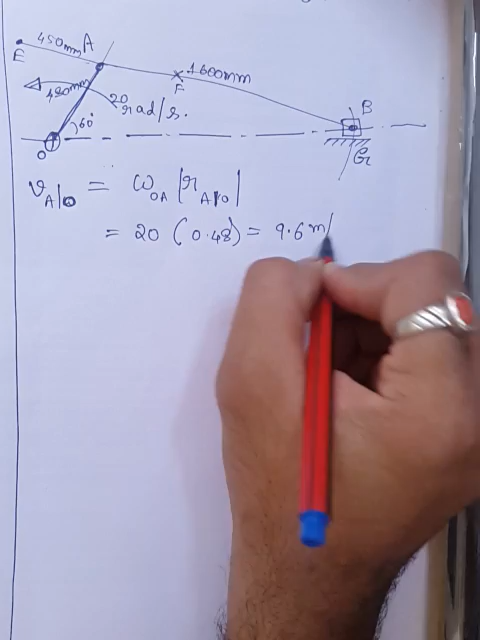 450mm A
E
480mm
F
1600mm
20 rad/s.
60°
B
O
G
v_A/O = ω_OA |r_A/O|
= 20 (0.48) = 9.6 m/